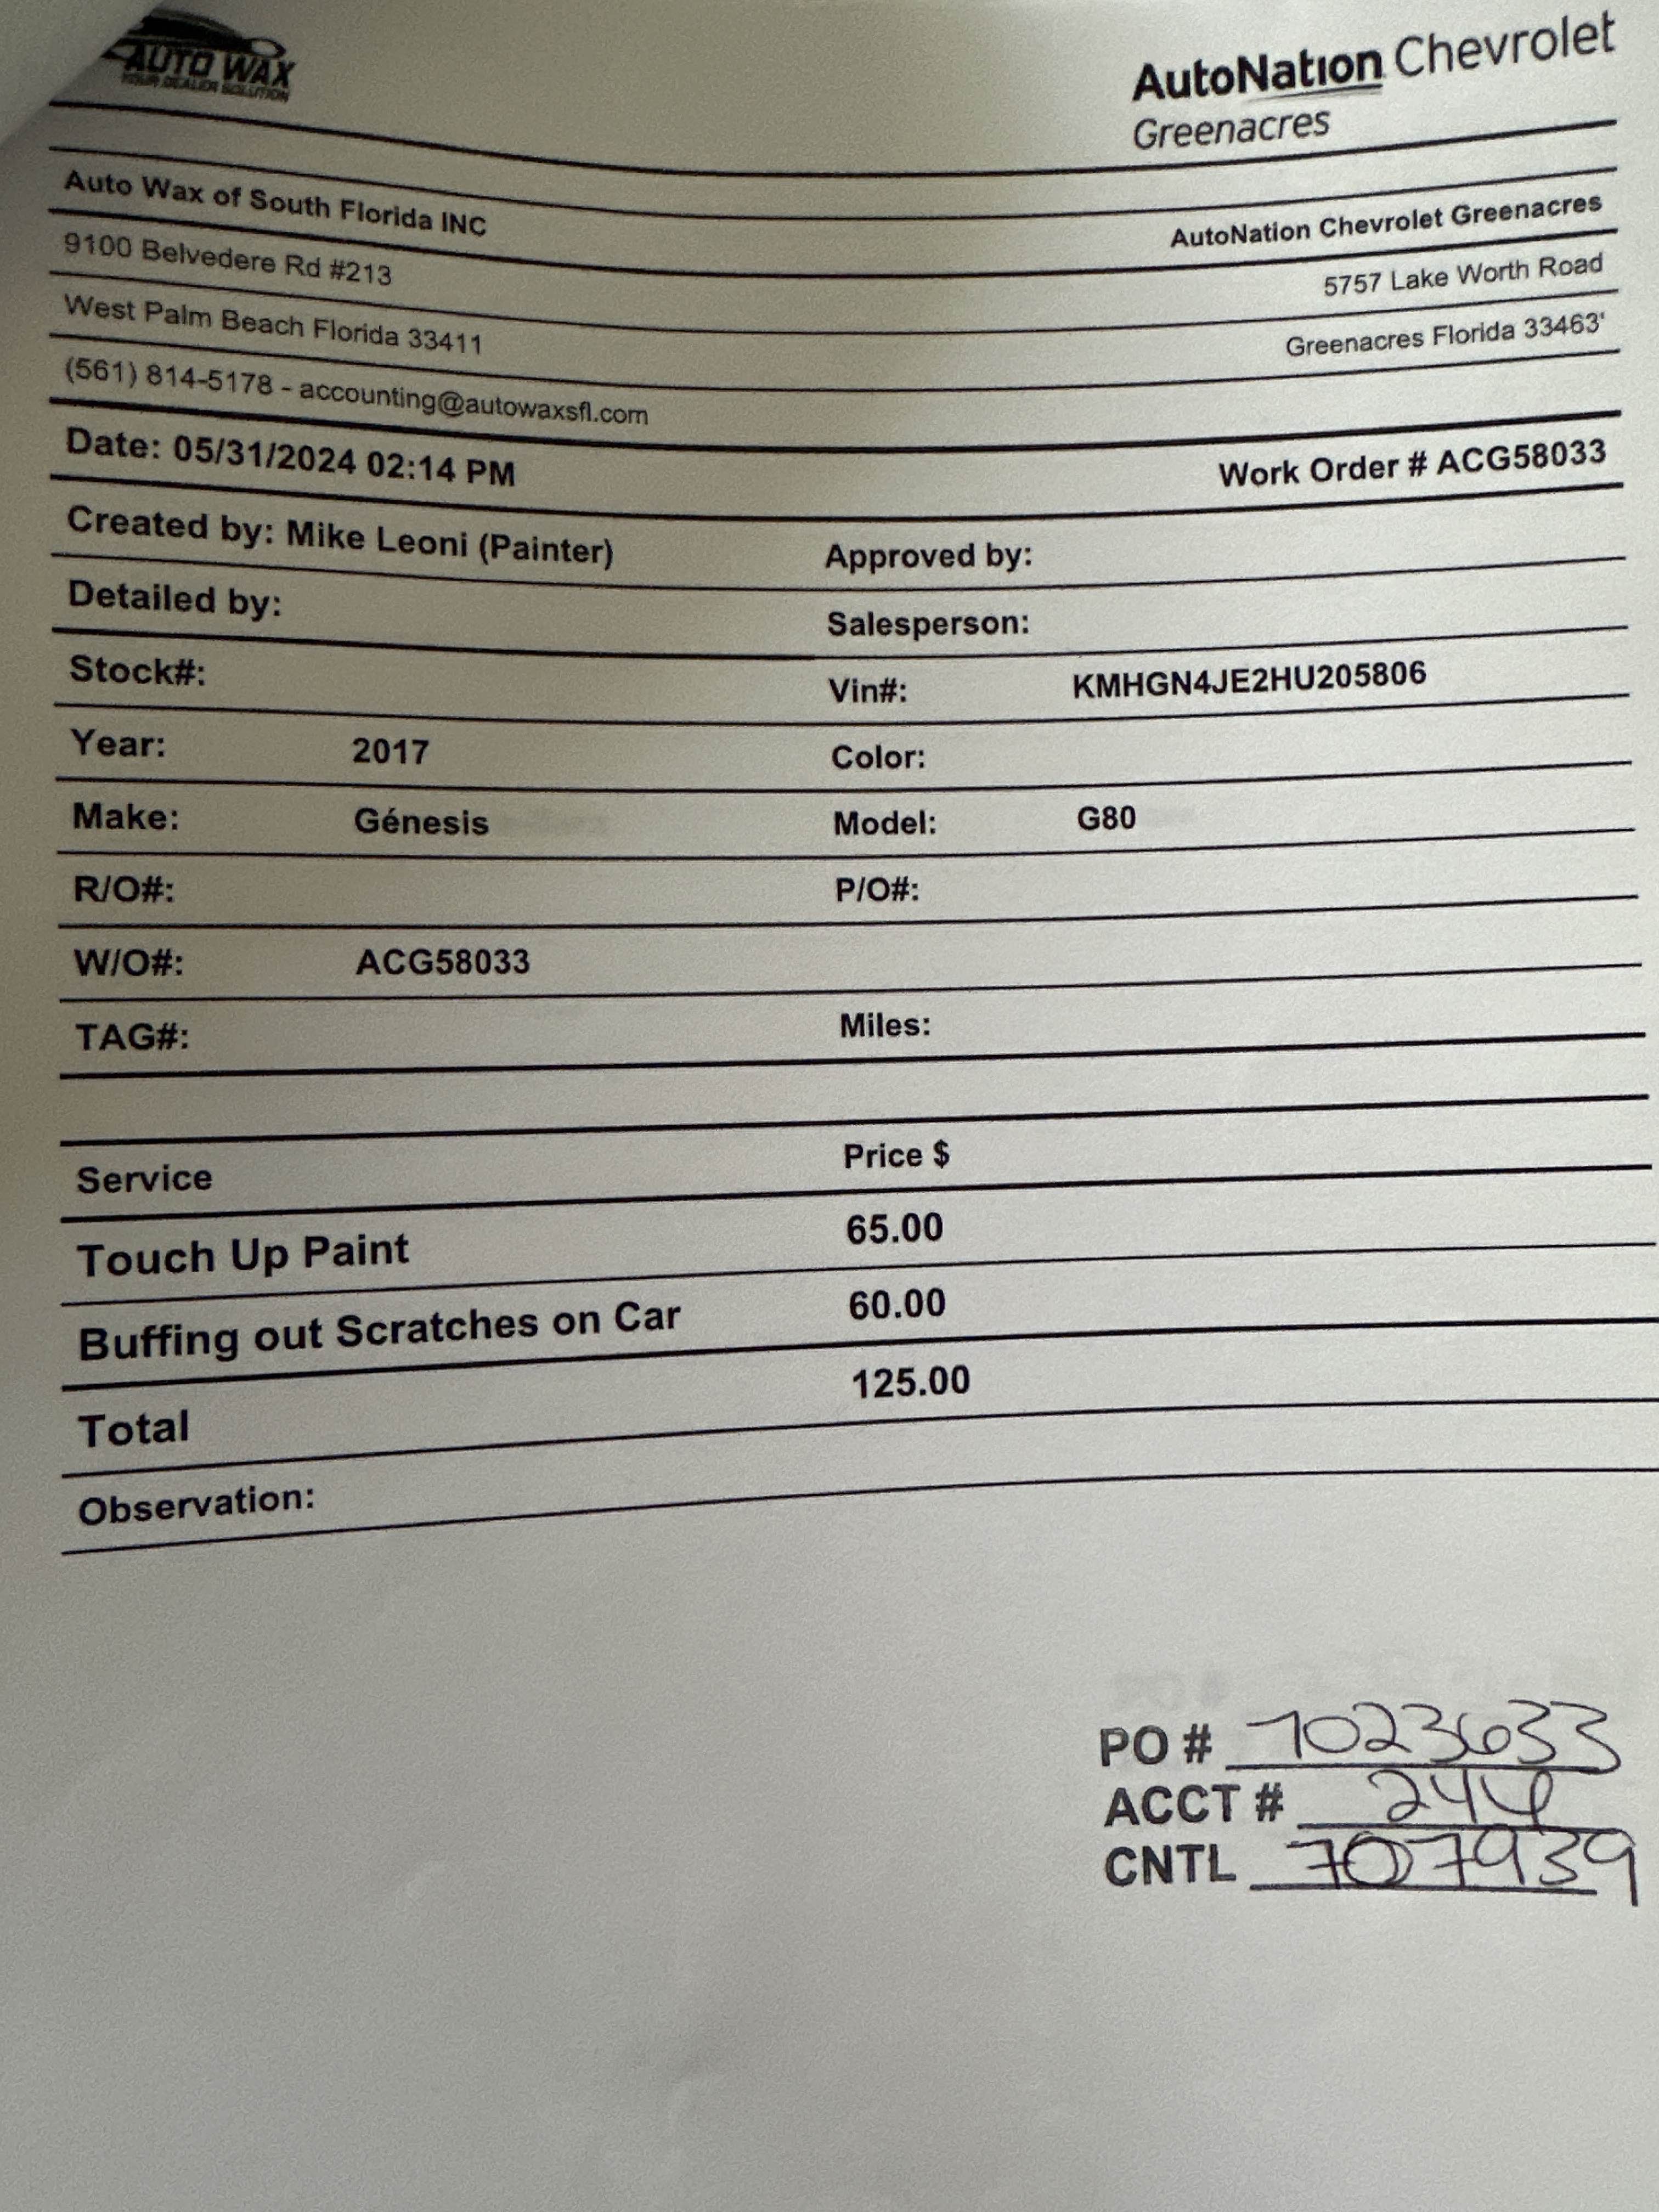 AUTO WAX
YOUR DEALER SOLUTION
AutoNation Chevrolet
Greenacres
Auto Wax of South Florida INC
AutoNation Chevrolet Greenacres
9100 Belvedere Rd #213
5757 Lake Worth Road
West Palm Beach Florida 33411
Greenacres Florida 33463'
(561) 814-5178 - accounting@autowaxsfl.com
Date: 05/31/2024 02:14 PM
Work Order # ACG58033
Created by: Mike Leoni (Painter)
Approved by:
Detailed by:
Salesperson:
Stock#:
Vin#: KMHGN4JE2HU205806
Year: 2017
Color:
Make: Génesis
Model: G80
R/O#:
P/O#:
W/O#: ACG58033
TAG#:
Miles:
Service Price $
Touch Up Paint 65.00
Buffing out Scratches on Car 60.00
Total 125.00
Observation:
PO # 7023633
ACCT # 244
CNTL 707939